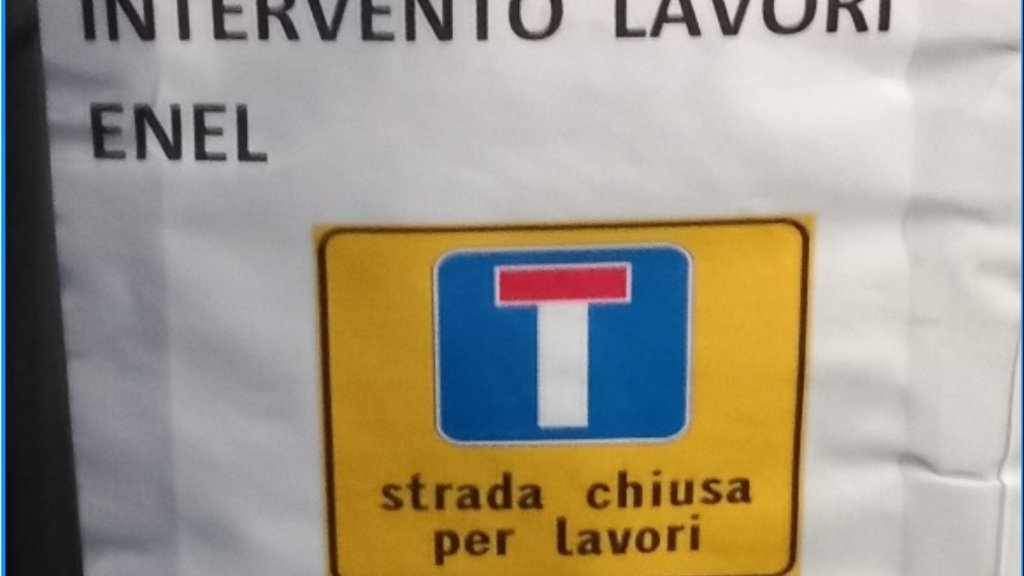 INTERVENTO LAVORI
ENEL
strada chiusa
per lavori